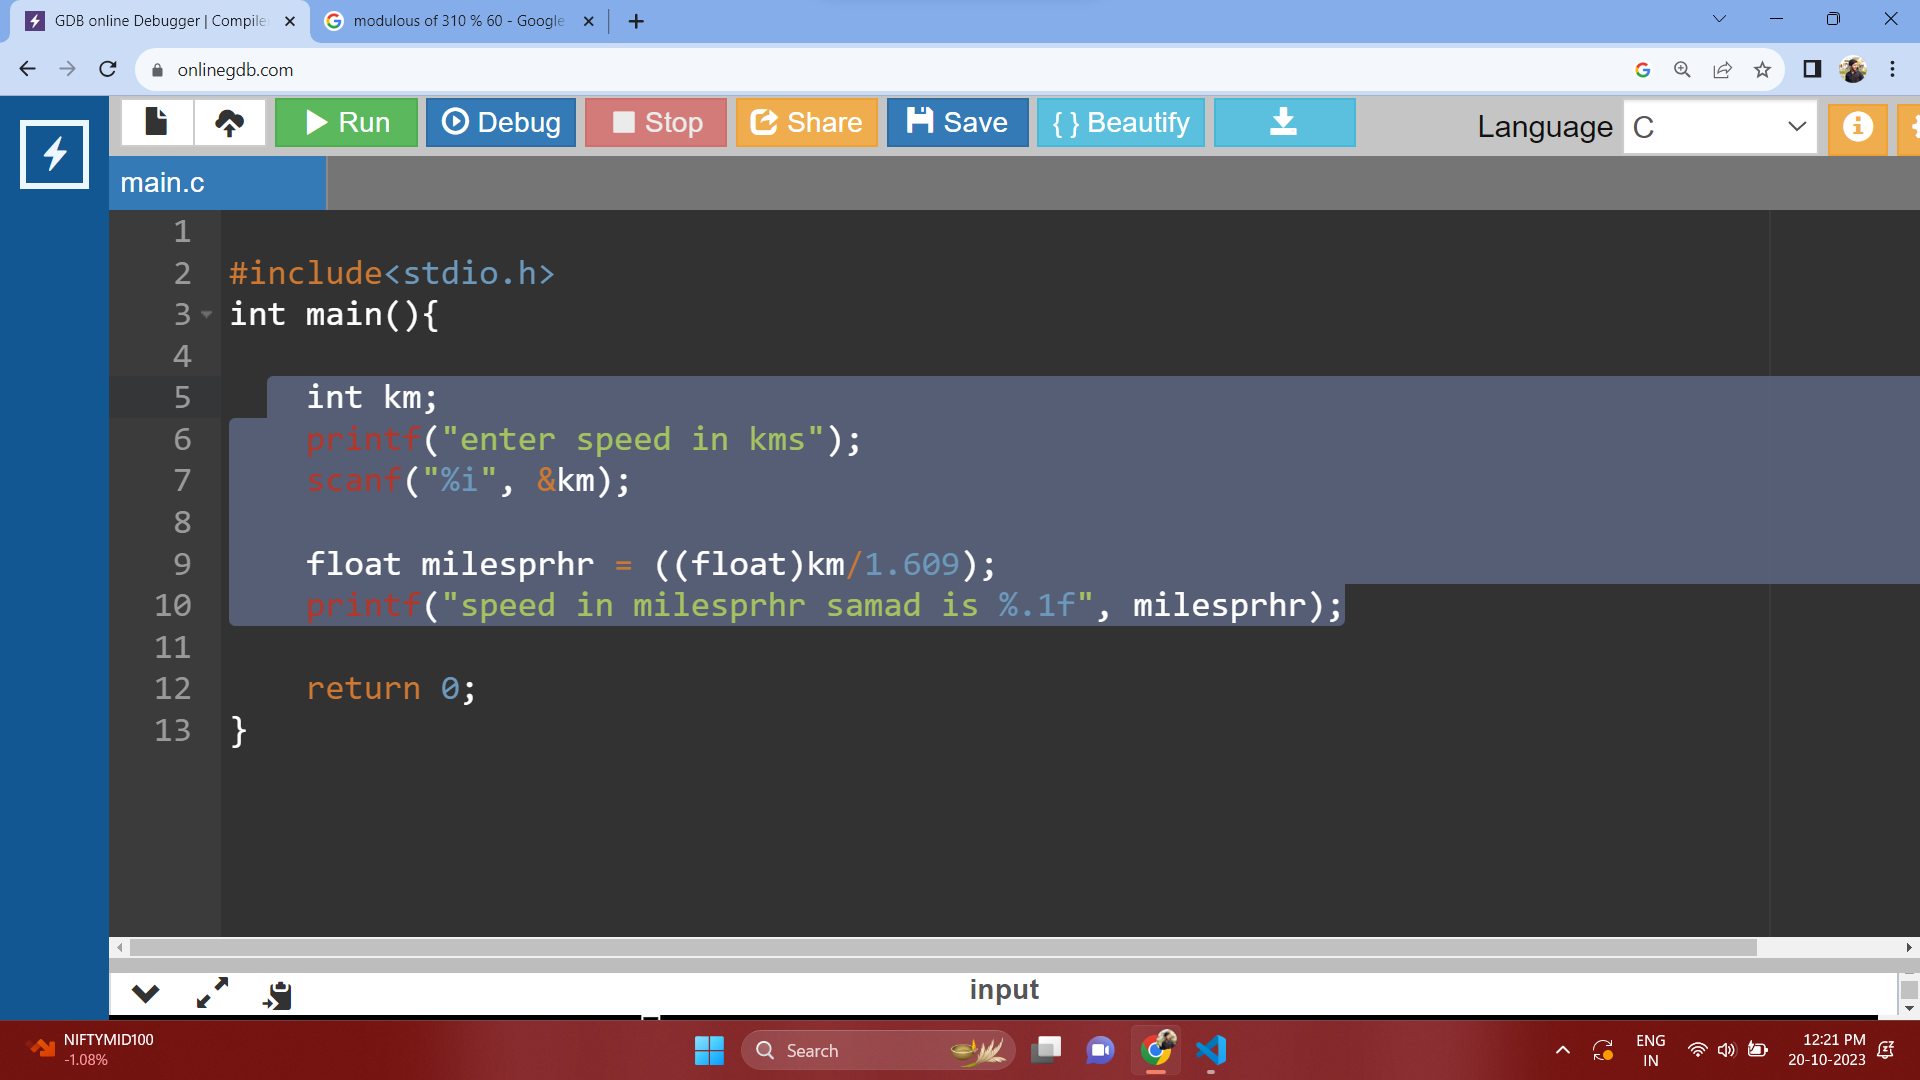 GDB online Debugger | Compile
modulous of 310 % 60 - Google
onlinegdb.com
Run
Debug
Stop
Share
Save
{ } Beautify
Language
C
main.c
1
2 #include<stdio.h>
3 int main(){
4
5 int km;
6 printf("enter speed in kms");
7 scanf("%i", &km);
8
9 float milesprhr = ((float)km/1.609);
10 printf("speed in milesprhr samad is %.1f", milesprhr);
11
12 return 0;
13 }
input
NIFTYMID100
-1.08%
Search
ENG
IN
12:21 PM
20-10-2023